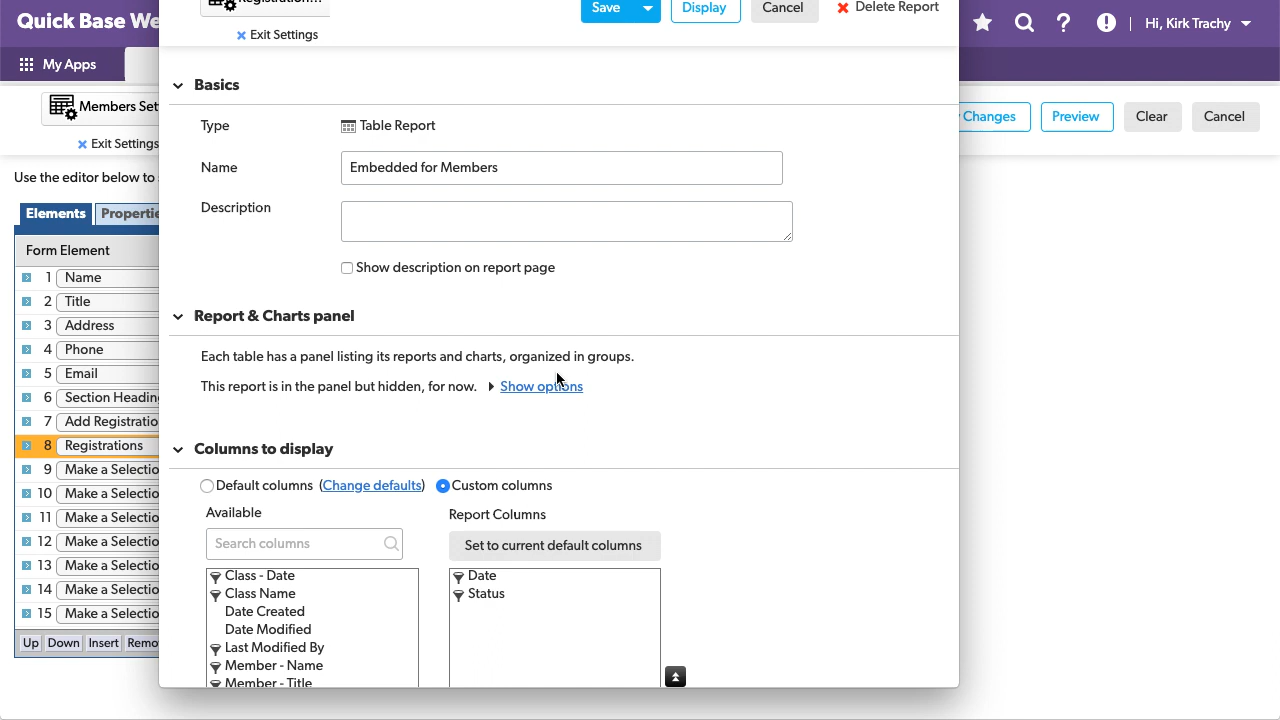 Quick Base We
Registration...
Save
Display
Cancel
Delete Report
Hi, Kirk Trachy
Exit Settings
My Apps
Basics
Members Set
Changes
Preview
Clear
Cancel
Type
Table Report
Exit Settings
Name
Embedded for Members
Use the editor below to
Description
Elements
Propertie
Form Element
Show description on report page
1 Name
2 Title
3 Address
4 Phone
5 Email
6 Section Heading
7 Add Registratio
8 Registrations
9 Make a Selectio
10 Make a Selectio
11 Make a Selectio
12 Make a Selectio
13 Make a Selectio
14 Make a Selectio
15 Make a Selectio
Up Down Insert Remo
Report & Charts panel
Each table has a panel listing its reports and charts, organized in groups.
This report is in the panel but hidden, for now. Show options
Columns to display
Default columns (Change defaults) Custom columns
Available
Search columns
Class - Date
Class Name
Date Created
Date Modified
Last Modified By
Member - Name
Member - Title
Report Columns
Set to current default columns
Date
Status